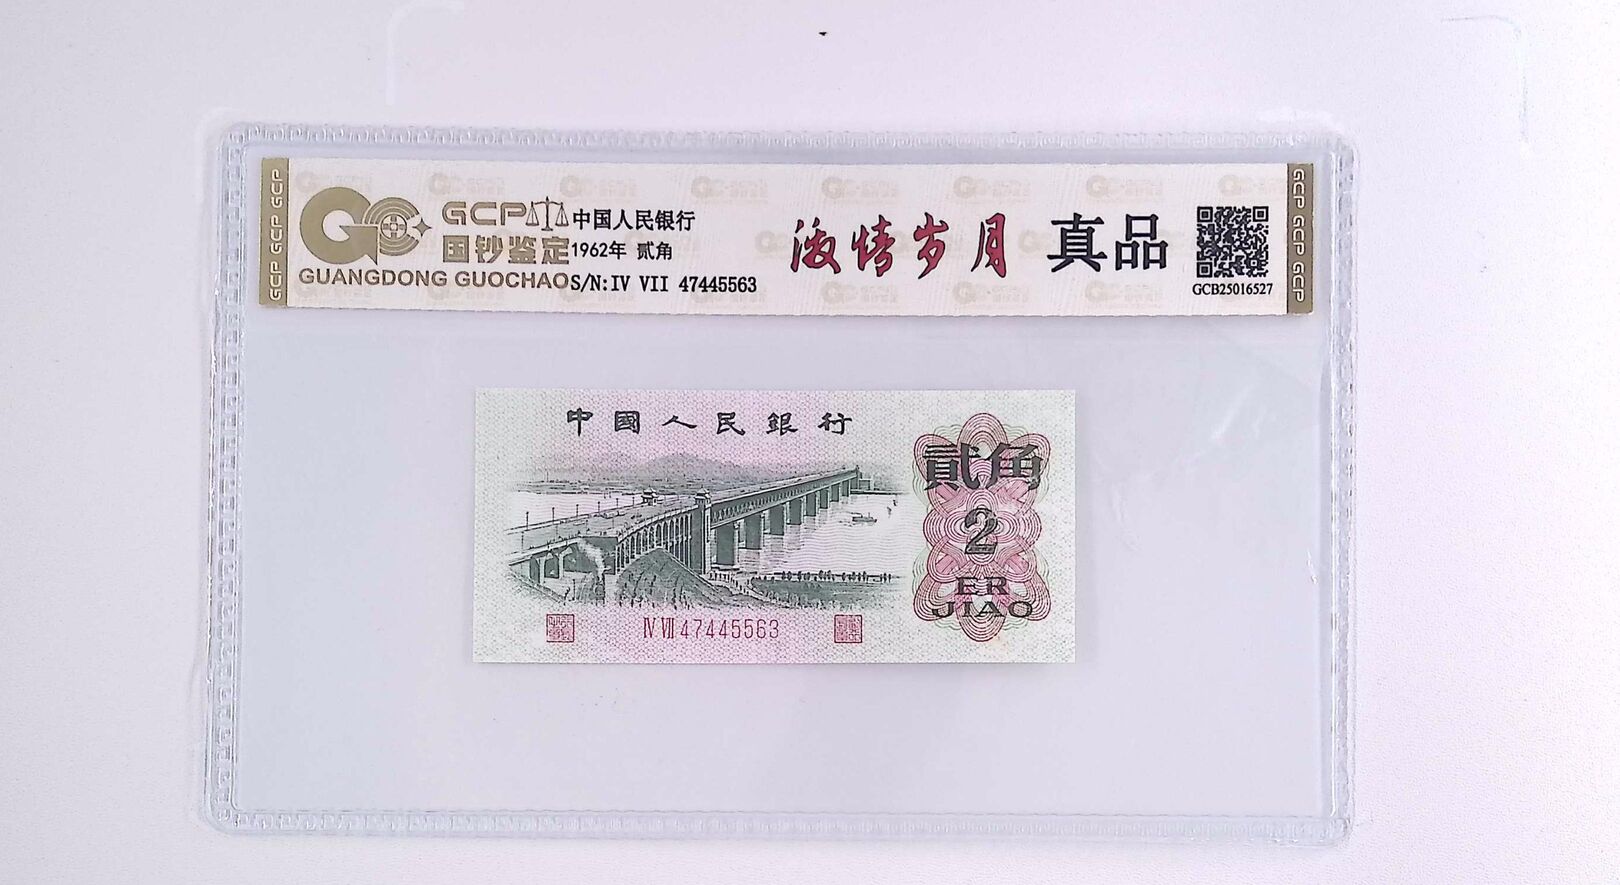 GCP GCP GCP
GCP
国钞鉴定
GUANGDONG GUOCHAO
中国人民银行
1962年 贰角
S/N:IV VII 47445563
激情岁月 真品
GCB25016527
GCP GCP GCP
中國人民銀行
貳角
2
ER
JIAO
IV VII 47445563